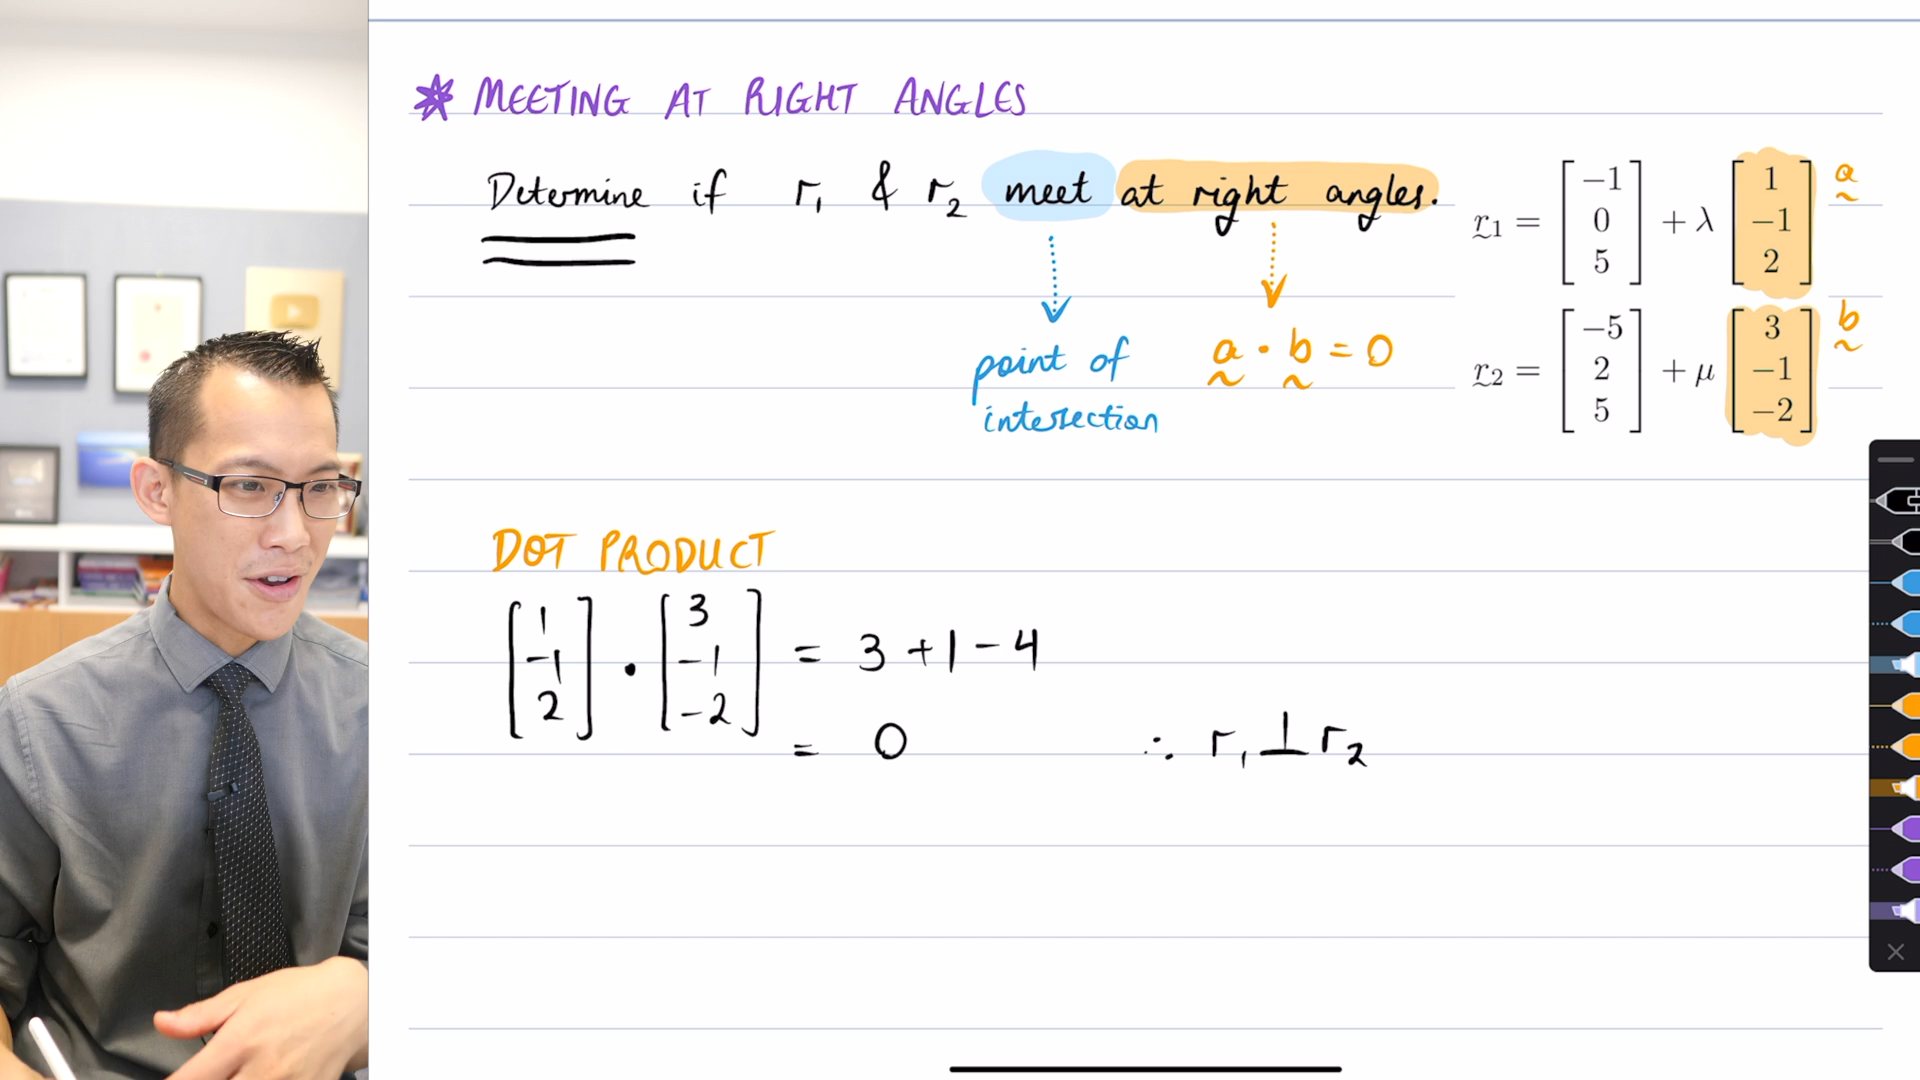 * MEETING AT RIGHT ANGLES
Determine if r₁ & r₂ meet at right angles.
point of
intersection
a · b = 0
r1 = [−1 0 5] + λ [1 −1 2] a
r2 = [−5 2 5] + μ [3 −1 −2] b
DOT PRODUCT
[1 −1 2] · [3 −1 −2] = 3 + 1 − 4
= 0 ∴ r₁ ⊥ r₂